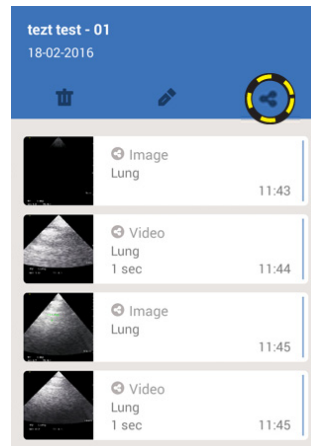 tezt test - 01
18-02-2016
Image
Lung
11:43
Video
Lung
1 sec
11:44
Image
Lung
11:45
Video
Lung
1 sec
11:45